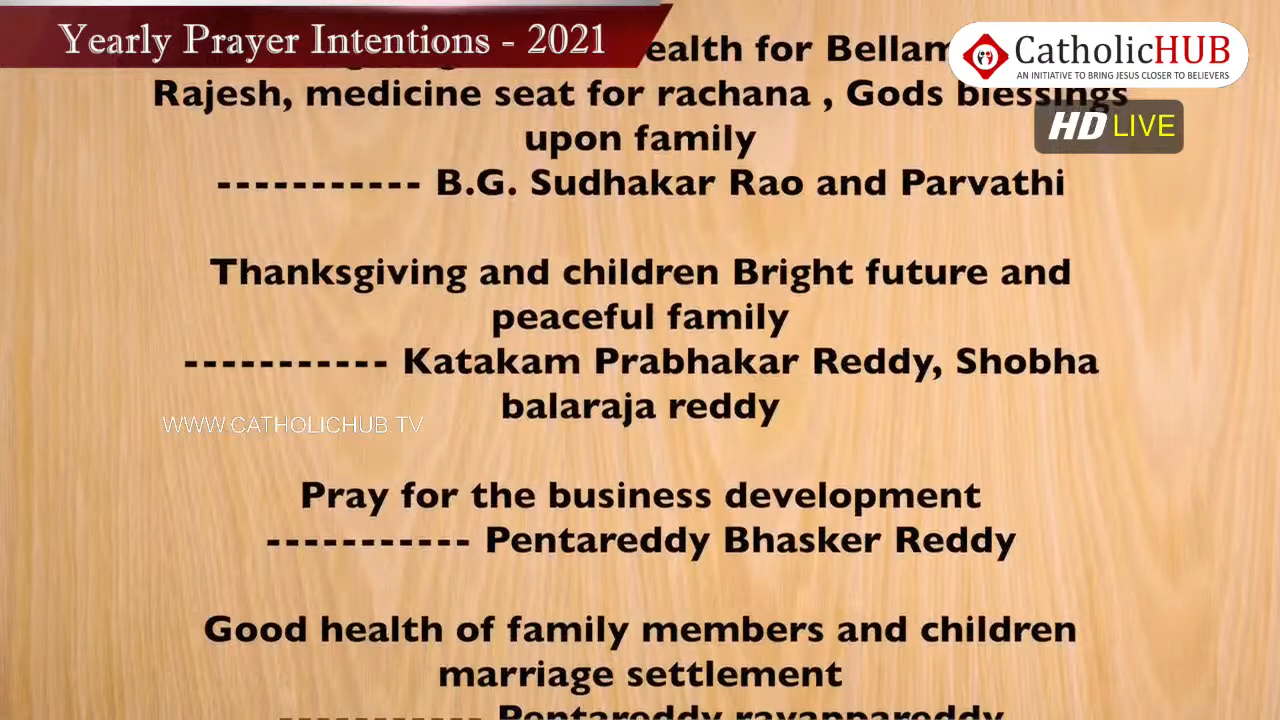 Yearly Prayer Intentions - 2021
for
CatholicHUB
AN INITIATIVE TO BRING JESUS CLOSER TO BELIEVERS
Rajesh, medicine seat for rachana , Gods blessings
HD LIVE
upon family
----------- B.G. Sudhakar Rao and Parvathi
Thanksgiving and children Bright future and
peaceful family
----------- Katakam Prabhakar Reddy, Shobha
balaraja reddy
WWW.CATHOLICHUB.TV
Pray for the business development
----------- Pentareddy Bhasker Reddy
Good health of family members and children
marriage settlement
----------- Pentareddy rayappareddy